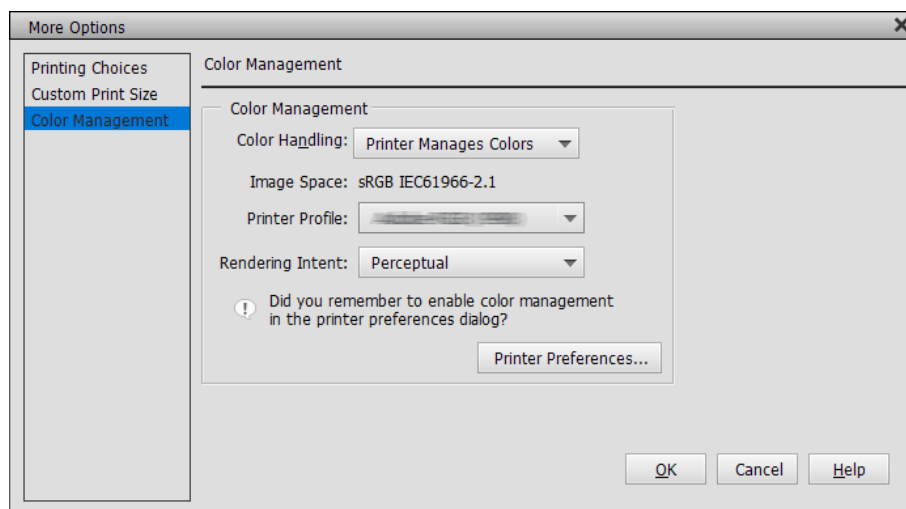 More Options
Printing Choices
Custom Print Size
Color Management
Color Management
Color Management
Color Handling: Printer Manages Colors
Image Space: sRGB IEC61966-2.1
Printer Profile:
Rendering Intent: Perceptual
Did you remember to enable color management
in the printer preferences dialog?
Printer Preferences...
OK Cancel Help